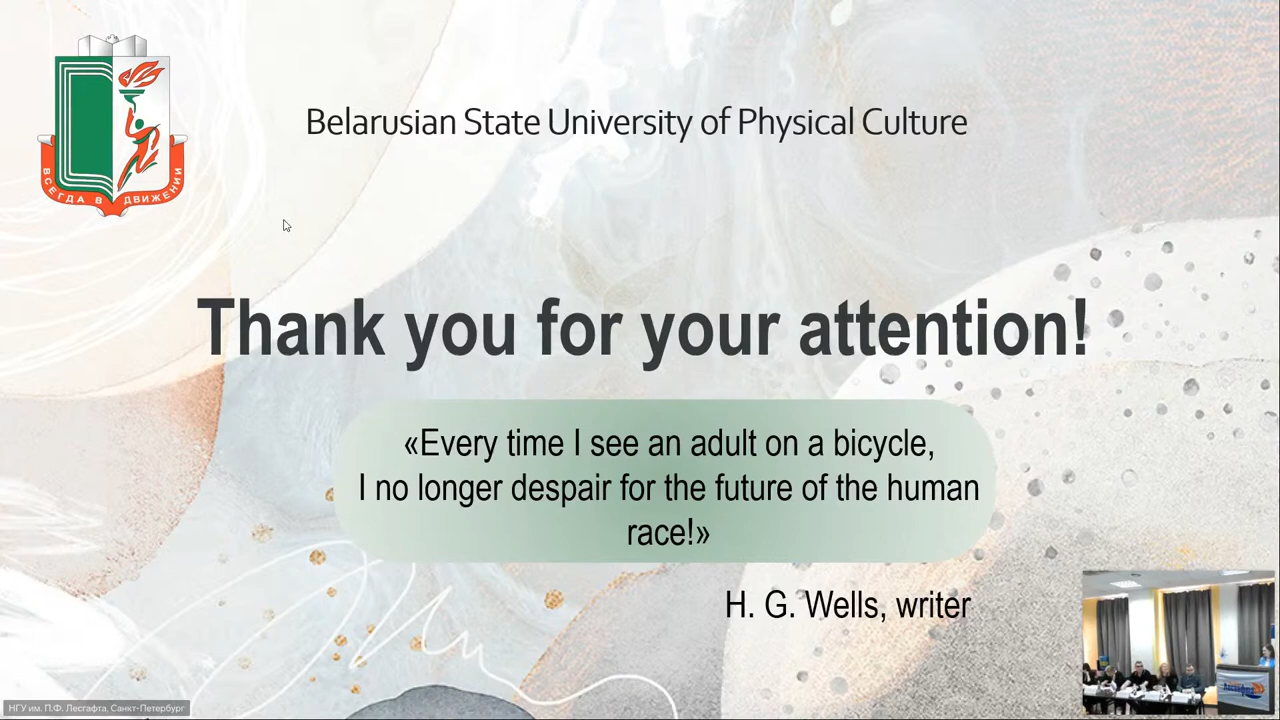 Belarusian State University of Physical Culture
ВСЕГДА В ДВИЖЕНИИ
Thank you for your attention!
«Every time I see an adult on a bicycle,
I no longer despair for the future of the human
race!»
H. G. Wells, writer
НГУ им. П.Ф. Лесгафта, Санкт-Петербург